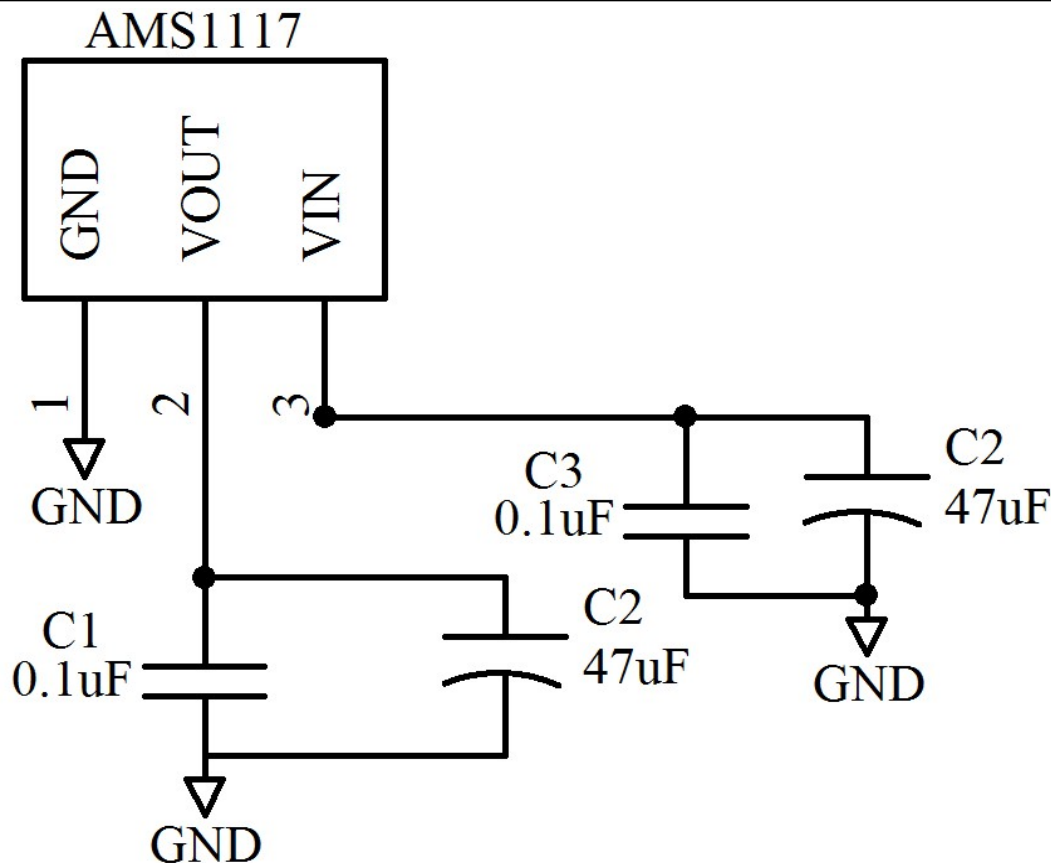 AMS1117
GND
VOUT
VIN
1
2
3
GND
C3
0.1uF
C2
47uF
C1
0.1uF
C2
47uF
GND
GND